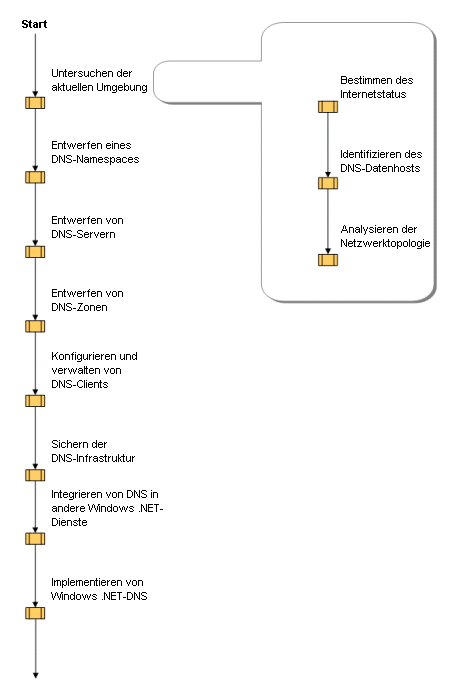 Start
Untersuchen der
aktuellen Umgebung
Entwerfen eines
DNS-Namespaces
Entwerfen von
DNS-Servern
Entwerfen von
DNS-Zonen
Konfigurieren und
verwalten von
DNS-Clients
Sichern der
DNS-Infrastruktur
Integrieren von DNS in
andere Windows .NET-
Dienste
Implementieren von
Windows .NET-DNS
Bestimmen des
Internetstatus
Identifizieren des
DNS-Datenhosts
Analysieren der
Netzwerktopologie